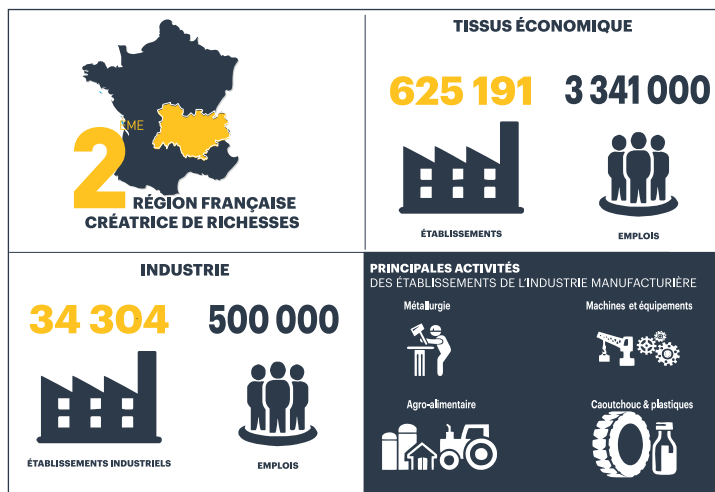 2ÈME
RÉGION FRANÇAISE
CRÉATRICE DE RICHESSES
TISSUS ÉCONOMIQUE
625 191
3 341 000
ÉTABLISSEMENTS
EMPLOIS
INDUSTRIE
34 304
500 000
ÉTABLISSEMENTS INDUSTRIELS
EMPLOIS
PRINCIPALES ACTIVITÉS
DES ÉTABLISSEMENTS DE L'INDUSTRIE MANUFACTURIÈRE
Métallurgie
Machines et équipements
Agro-alimentaire
Caoutchouc & plastiques